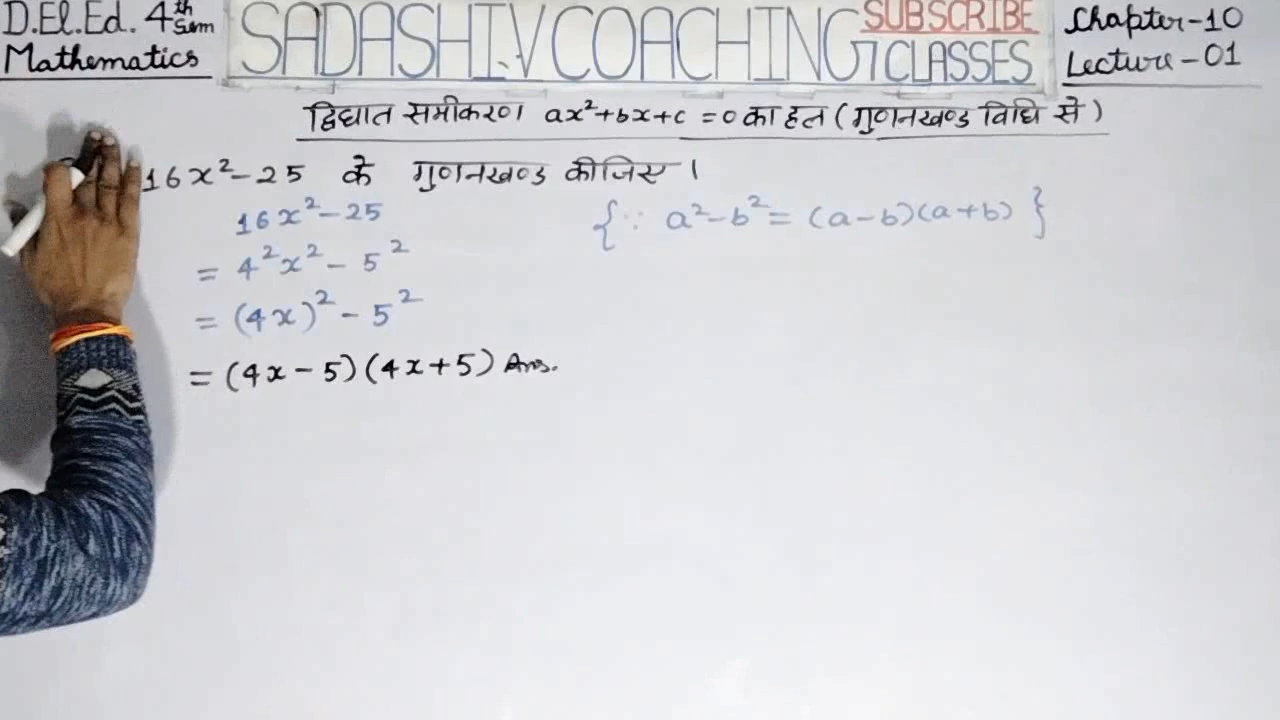 D.El.Ed. 4th Sem
Mathematics
SADASHIV COACHING CLASSES
SUBSCRIBE
Chapter-10
Lecture-01
द्विघात समीकरण ax²+bx+c=0 का हल (गुणनखण्ड विधि से)
16x²-25 के गुणनखण्ड कीजिए।
16x²-25
{∵ a²-b² = (a-b)(a+b)}
= 4²x² - 5²
= (4x)² - 5²
= (4x-5)(4x+5) Ans.